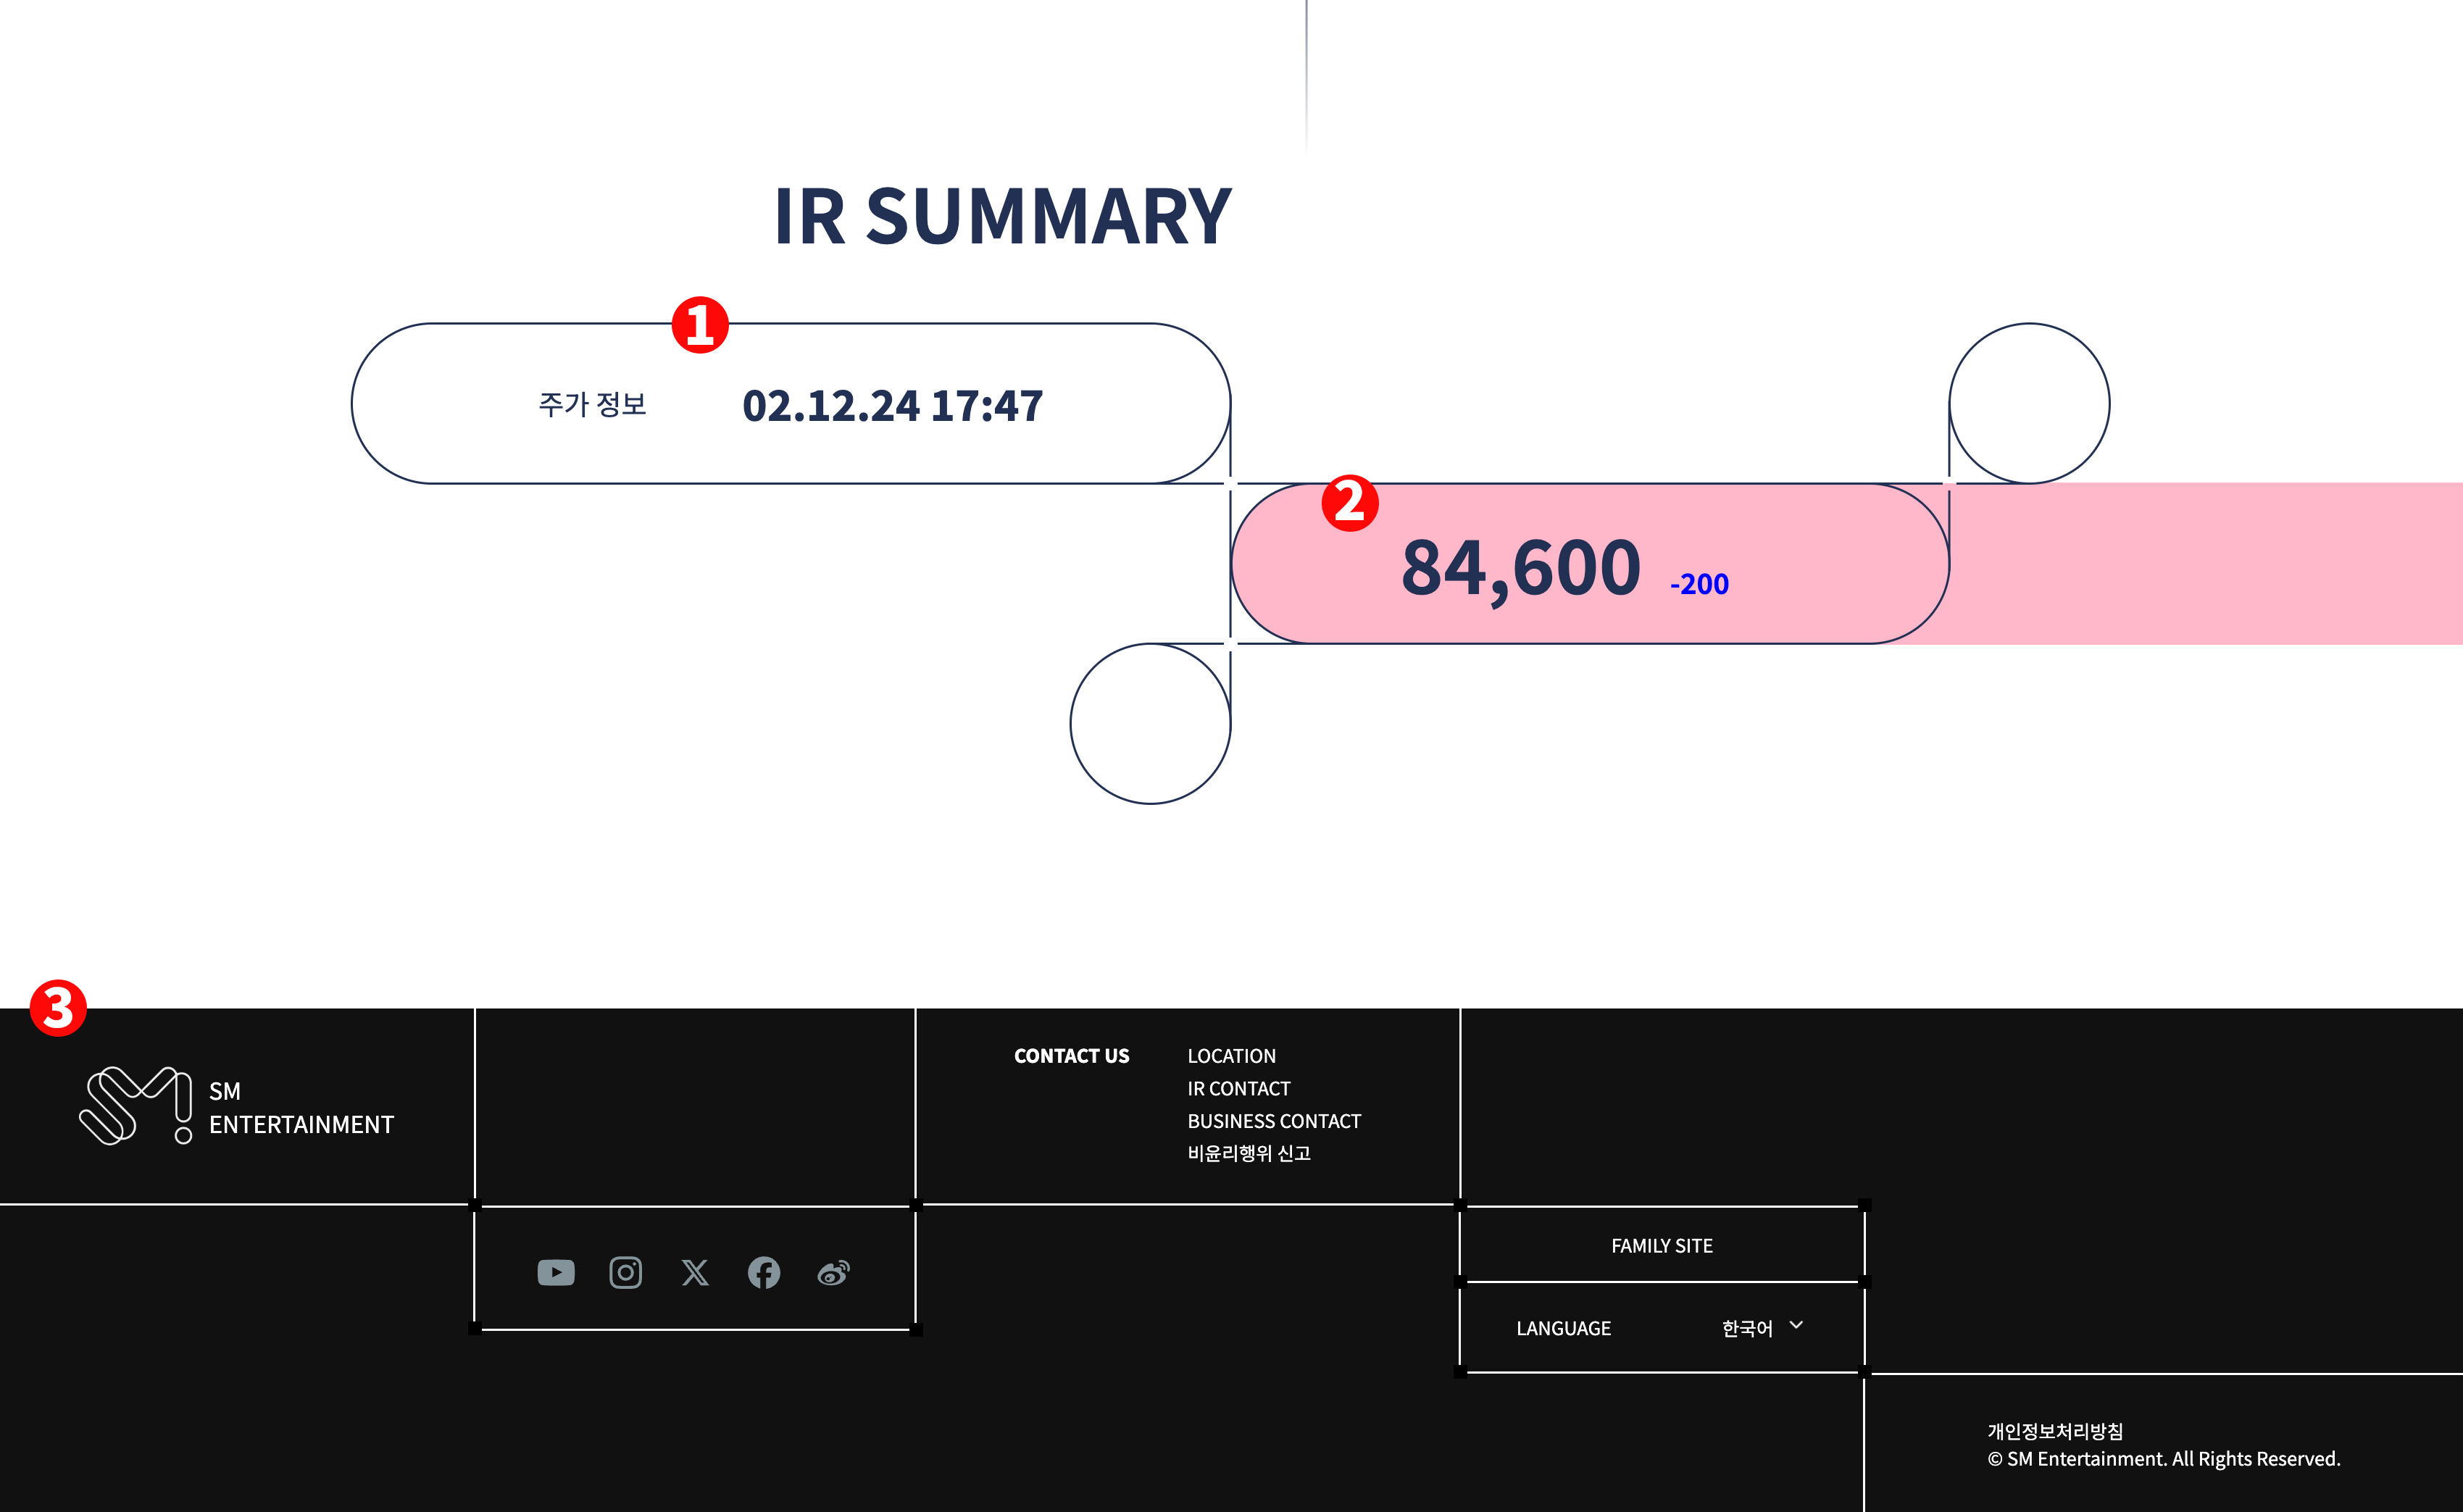 IR SUMMARY
1
주가 정보 02.12.24 17:47
2
84,600 -200
3
SM
ENTERTAINMENT
CONTACT US
LOCATION
IR CONTACT
BUSINESS CONTACT
비윤리행위 신고
FAMILY SITE
LANGUAGE 한국어
개인정보처리방침
© SM Entertainment. All Rights Reserved.